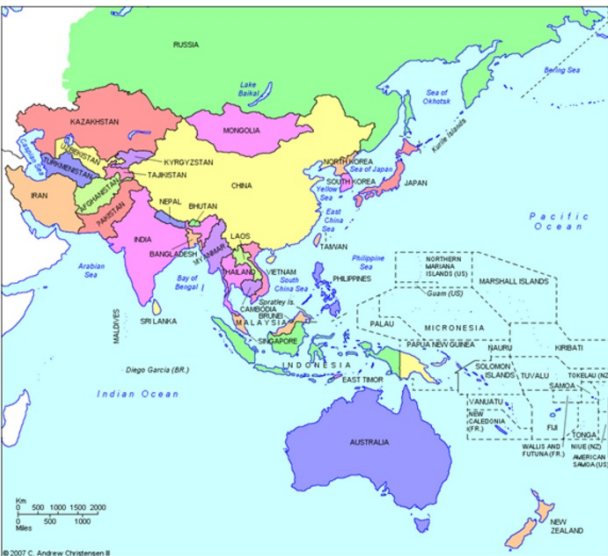 RUSSIA
Bering Sea
Lake
Baikal
Sea of
Okhotsk
KAZAKHSTAN
MONGOLIA
Kurile Islands
Caspian Sea
UZBEKISTAN
TURKMENISTAN
KYRGYZSTAN
TAJIKISTAN
NORTH KOREA
Sea of Japan
SOUTH KOREA
JAPAN
IRAN
AFGHANISTAN
PAKISTAN
CHINA
Yellow
Sea
NEPAL
BHUTAN
East
China
Sea
Pacific
Ocean
INDIA
BANGLADESH
MYANMAR
LAOS
TAIWAN
Arabian
Sea
Bay of
Bengal
THAILAND
VIETNAM
South
China Sea
Philippine
Sea
PHILIPPINES
NORTHERN
MARIANA
ISLANDS (US)
Guam (US)
MARSHALL ISLANDS
CAMBODIA
Spratley Is.
BRUNEI
MALAYSIA
SINGAPORE
SRI LANKA
MALDIVES
PALAU
MICRONESIA
PAPUA NEW GUINEA
NAURU
KIRIBATI
Diego Garcia (BR.)
INDONESIA
EAST TIMOR
SOLOMON
ISLANDS
TUVALU
TOKELAU (NZ
SAMOA
Indian Ocean
VANUATU
NEW
CALEDONIA
(FR.)
FIJI
TONGA
WALLIS AND
FUTUNA (FR.)
NIUE (NZ)
AMERICAN
SAMOA (US
AUSTRALIA
NEW
ZEALAND
Km
0 500 1000 1500 2000
0 500 1000
Miles
© 2007 C. Andrew Christensen II